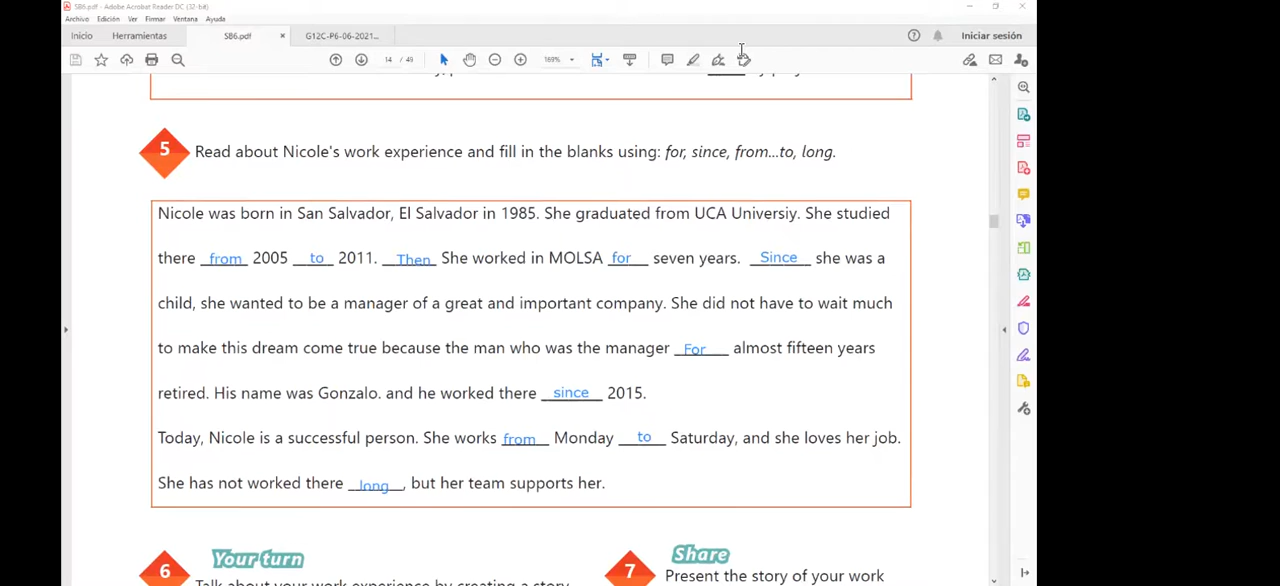 SB6.pdf - Adobe Acrobat Reader DC (32-bit)
Archivo Edición Ver Firmar Ventana Ayuda
Inicio Herramientas SB6.pdf × G12C-P6-06-2021... Iniciar sesión
14 / 49 169%
5 Read about Nicole's work experience and fill in the blanks using: for, since, from...to, long.
Nicole was born in San Salvador, El Salvador in 1985. She graduated from UCA Universiy. She studied
there from 2005 to 2011. Then She worked in MOLSA for seven years. Since she was a
child, she wanted to be a manager of a great and important company. She did not have to wait much
to make this dream come true because the man who was the manager For almost fifteen years
retired. His name was Gonzalo. and he worked there since 2015.
Today, Nicole is a successful person. She works from Monday to Saturday, and she loves her job.
She has not worked there long, but her team supports her.
6 Your turn 7 Share
Talk about your work experience by creating a story Present the story of your work